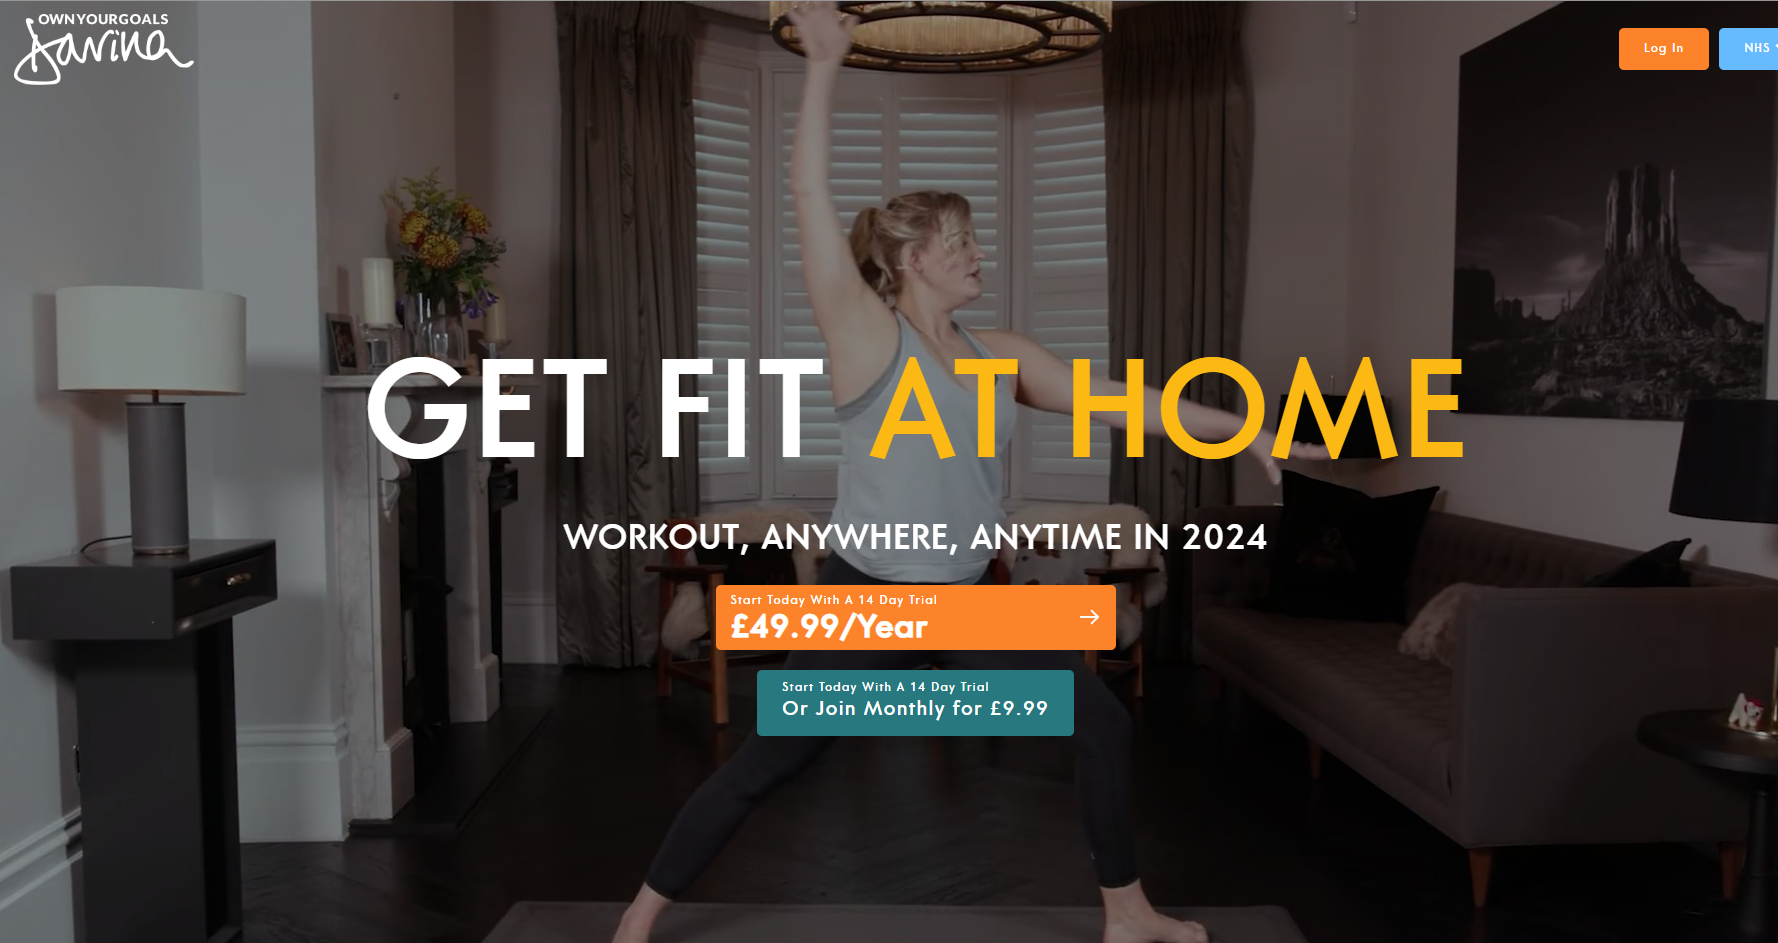 OWNYOURGOALS
Davina
Log In
NHS
GET FIT AT HOME
WORKOUT, ANYWHERE, ANYTIME IN 2024
Start Today With A 14 Day Trial
£49.99/Year
Start Today With A 14 Day Trial
Or Join Monthly for £9.99